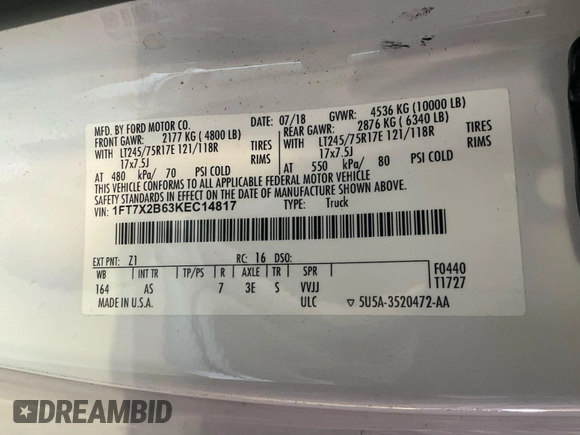 MFD. BY FORD MOTOR CO.
DATE: 07/18 GVWR: 4536 KG (10000 LB)
FRONT GAWR: 2177 KG ( 4800 LB) REAR GAWR: 2876 KG ( 6340 LB)
WITH LT245/75R17E 121/118R TIRES WITH LT245/75R17E 121/118R TIRES
17x7.5J RIMS 17x7.5J RIMS
AT 480 kPa/ 70 PSI COLD AT 550 kPa/ 80 PSI COLD
THIS VEHICLE CONFORMS TO ALL APPLICABLE FEDERAL MOTOR VEHICLE
SAFETY STANDARDS IN EFFECT ON THE DATE OF MANUFACTURE SHOWN ABOVE.
VIN: 1FT7X2B63KEC14817 TYPE: Truck
EXT PNT: Z1 RC: 16 DSO: F0440
WB INT TR TP/PS R AXLE TR SPR T1727
164 AS 7 3E S VVJJ
MADE IN U.S.A. ULC ▽ 5U5A-3520472-AA
DREAMBID